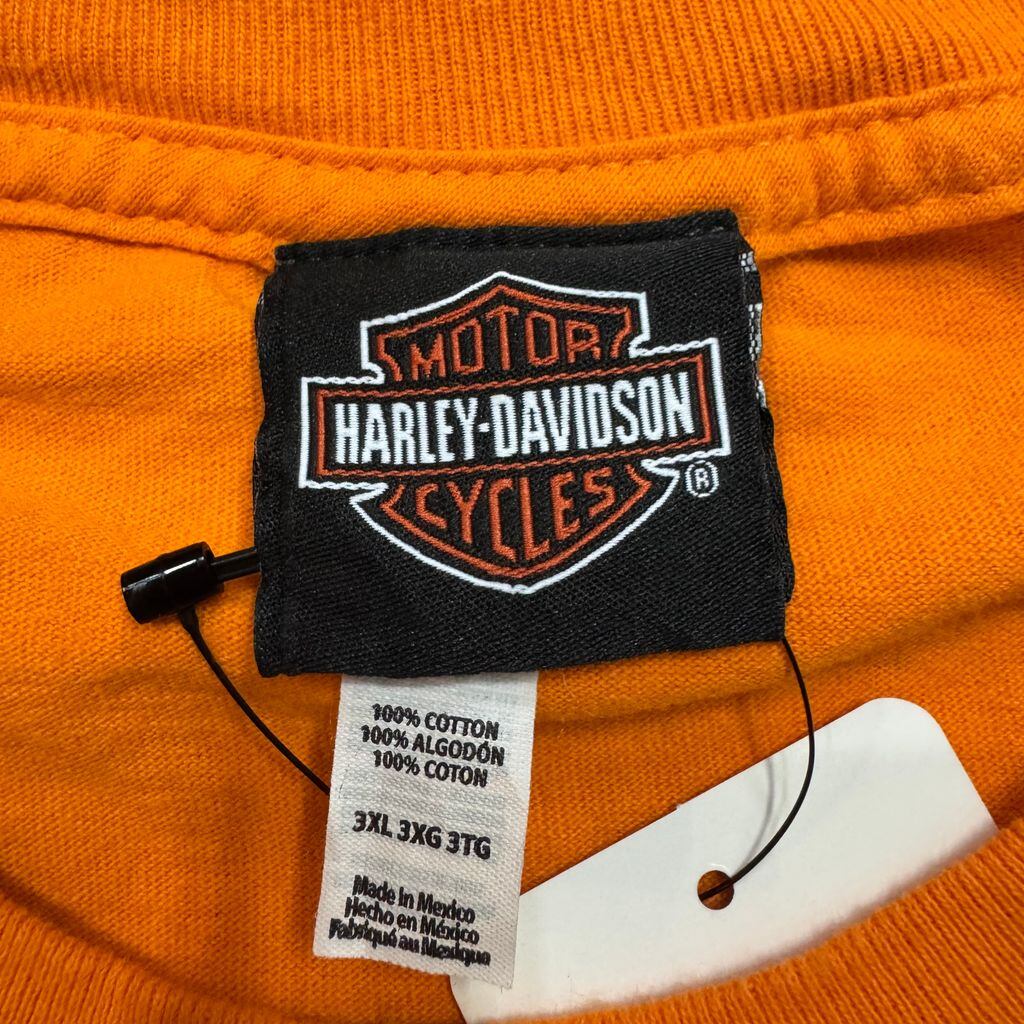 MOTOR
HARLEY-DAVIDSON
CYCLES
®
100% COTTON
100% ALGODÓN
100% COTON
3XL 3XG 3TG
Made in Mexico
Hecho en México
Fabriqué au Mexique